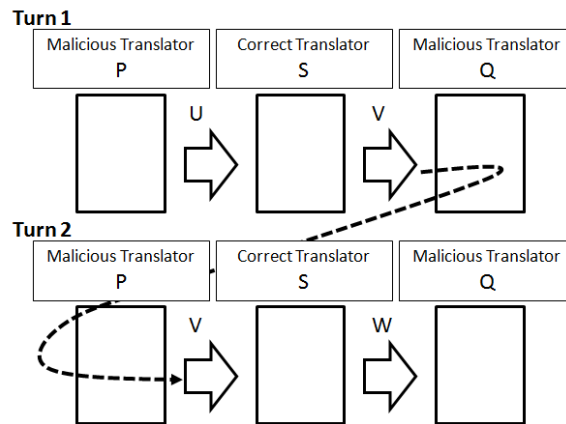 Turn 1
Malicious Translator Correct Translator Malicious Translator
P S Q
U V
Turn 2
Malicious Translator Correct Translator Malicious Translator
P S Q
V W